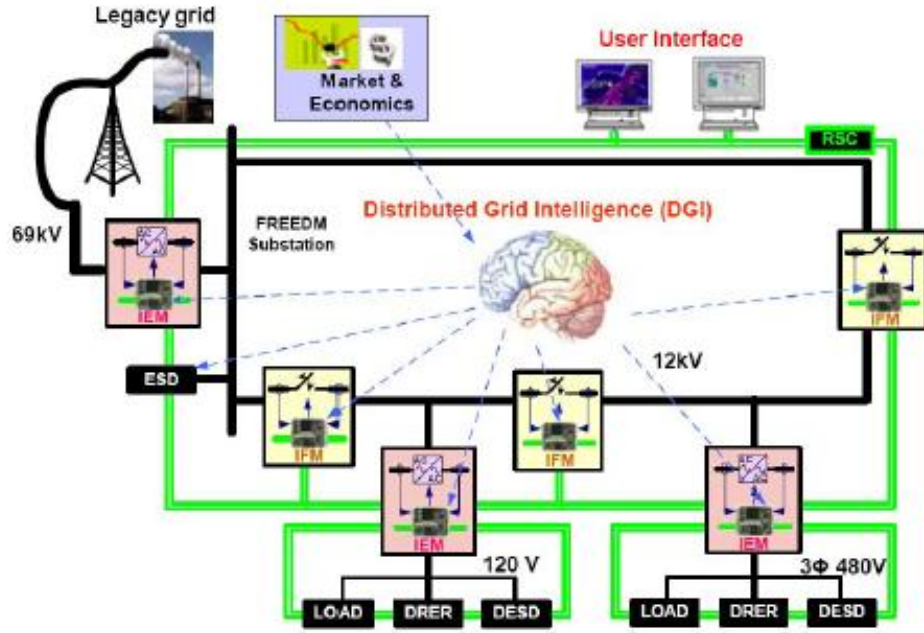 Legacy grid
Market &
Economics
User Interface
RSC
69kV
FREEDM
Substation
Distributed Grid Intelligence (DGI)
IEM
IFM
ESD
12kV
IFM
IFM
IEM
IEM
120 V
3Φ 480V
LOAD
DRER
DESD
LOAD
DRER
DESD